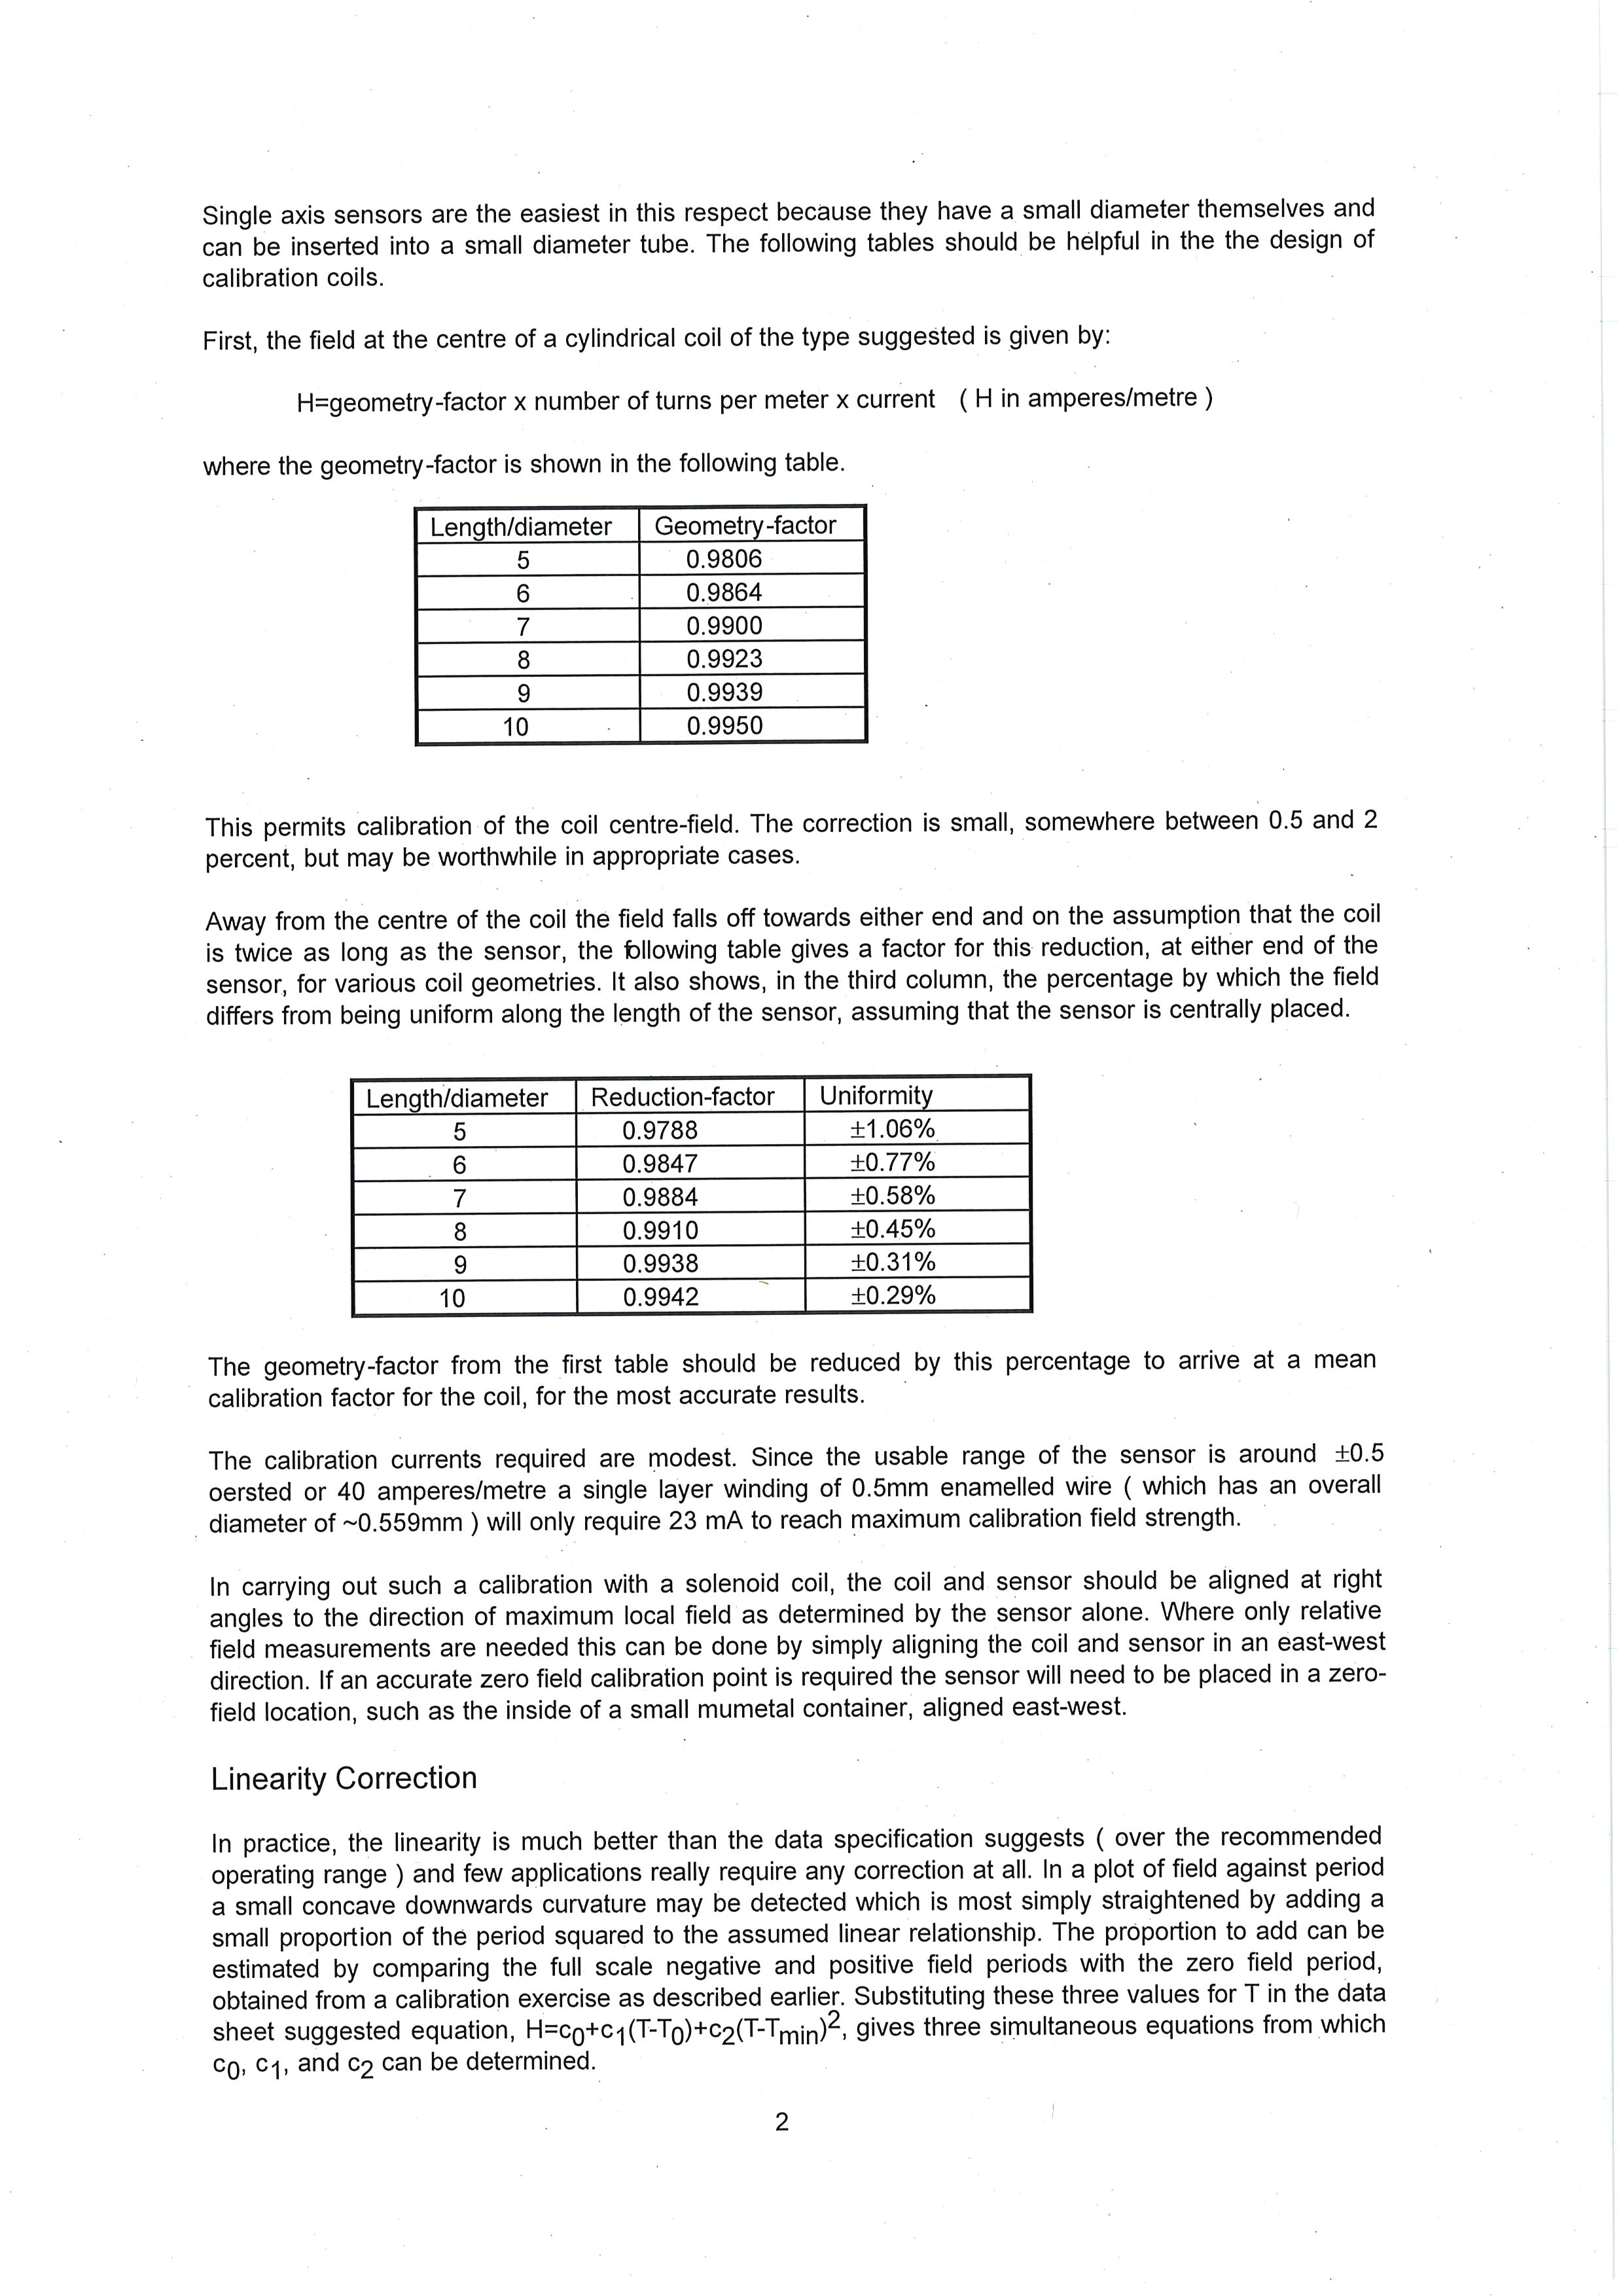 Single axis sensors are the easiest in this respect because they have a small diameter themselves and
can be inserted into a small diameter tube. The following tables should be helpful in the the design of
calibration coils.
First, the field at the centre of a cylindrical coil of the type suggested is given by:
H=geometry-factor x number of turns per meter x current ( H in amperes/metre )
where the geometry-factor is shown in the following table.
Length/diameter Geometry-factor
5 0.9806
6 0.9864
7 0.9900
8 0.9923
9 0.9939
10 0.9950
This permits calibration of the coil centre-field. The correction is small, somewhere between 0.5 and 2
percent, but may be worthwhile in appropriate cases.
Away from the centre of the coil the field falls off towards either end and on the assumption that the coil
is twice as long as the sensor, the following table gives a factor for this reduction, at either end of the
sensor, for various coil geometries. It also shows, in the third column, the percentage by which the field
differs from being uniform along the length of the sensor, assuming that the sensor is centrally placed.
Length/diameter Reduction-factor Uniformity
5 0.9788 ±1.06%
6 0.9847 ±0.77%
7 0.9884 ±0.58%
8 0.9910 ±0.45%
9 0.9938 ±0.31%
10 0.9942 ±0.29%
The geometry-factor from the first table should be reduced by this percentage to arrive at a mean
calibration factor for the coil, for the most accurate results.
The calibration currents required are modest. Since the usable range of the sensor is around ±0.5
oersted or 40 amperes/metre a single layer winding of 0.5mm enamelled wire ( which has an overall
diameter of ~0.559mm ) will only require 23 mA to reach maximum calibration field strength.
In carrying out such a calibration with a solenoid coil, the coil and sensor should be aligned at right
angles to the direction of maximum local field as determined by the sensor alone. Where only relative
field measurements are needed this can be done by simply aligning the coil and sensor in an east-west
direction. If an accurate zero field calibration point is required the sensor will need to be placed in a zero-
field location, such as the inside of a small mumetal container, aligned east-west.
Linearity Correction
In practice, the linearity is much better than the data specification suggests ( over the recommended
operating range ) and few applications really require any correction at all. In a plot of field against period
a small concave downwards curvature may be detected which is most simply straightened by adding a
small proportion of the period squared to the assumed linear relationship. The proportion to add can be
estimated by comparing the full scale negative and positive field periods with the zero field period,
obtained from a calibration exercise as described earlier. Substituting these three values for T in the data
sheet suggested equation, H=c0+c1(T-T0)+c2(T-Tmin)2, gives three simultaneous equations from which
c0, c1, and c2 can be determined.
2